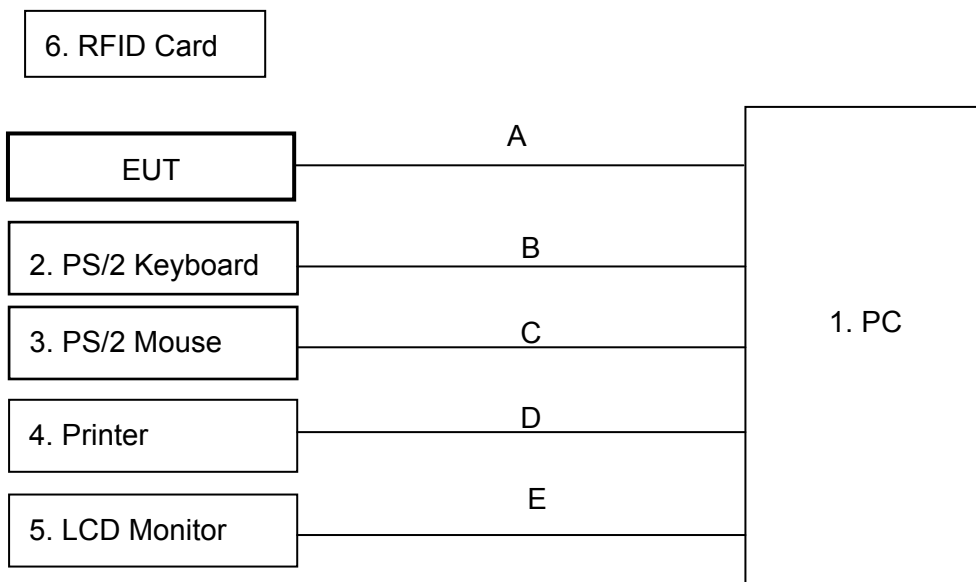 6. RFID Card
A
EUT
B
2. PS/2 Keyboard
C
3. PS/2 Mouse
1. PC
D
4. Printer
E
5. LCD Monitor